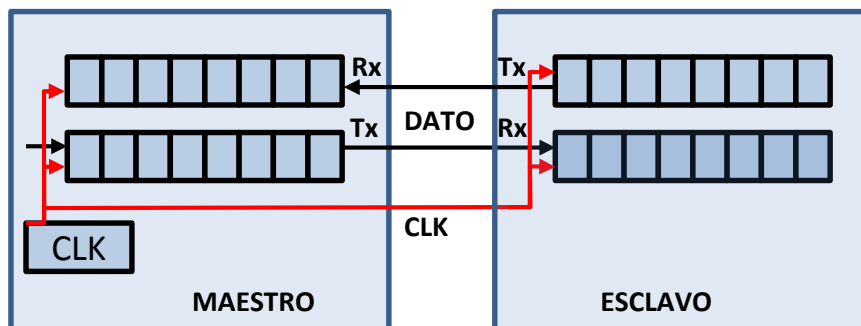 Rx Tx
DATO
Tx Rx
CLK
CLK
MAESTRO ESCLAVO